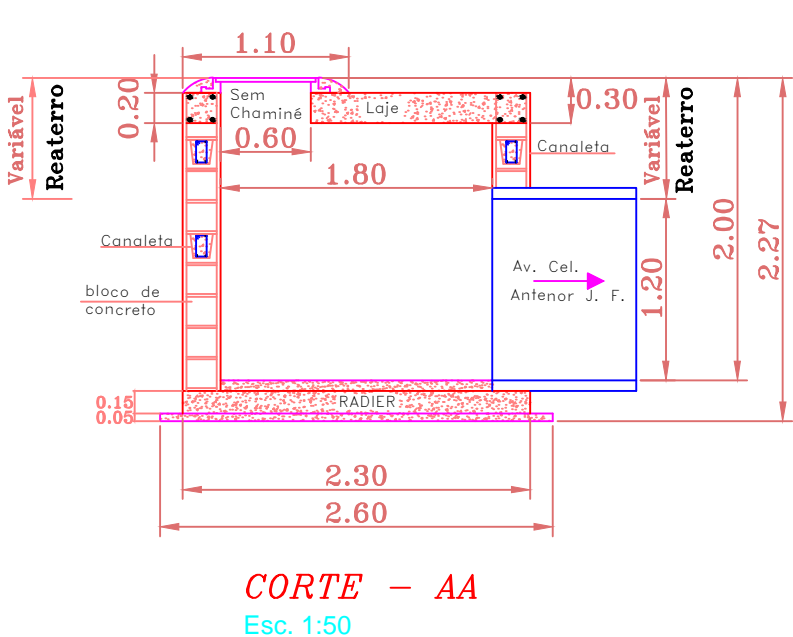 1.10
0.20
Variável
Reaterro
Sem
Chaminé
Laje
0.30
Variável
Reaterro
0.60
Canaleta
1.80
Canaleta
2.00
2.27
Av. Cel.
Antenor J. F.
1.20
bloco de
concreto
0.15
0.05
RADIER
2.30
2.60
CORTE - AA
Esc. 1:50